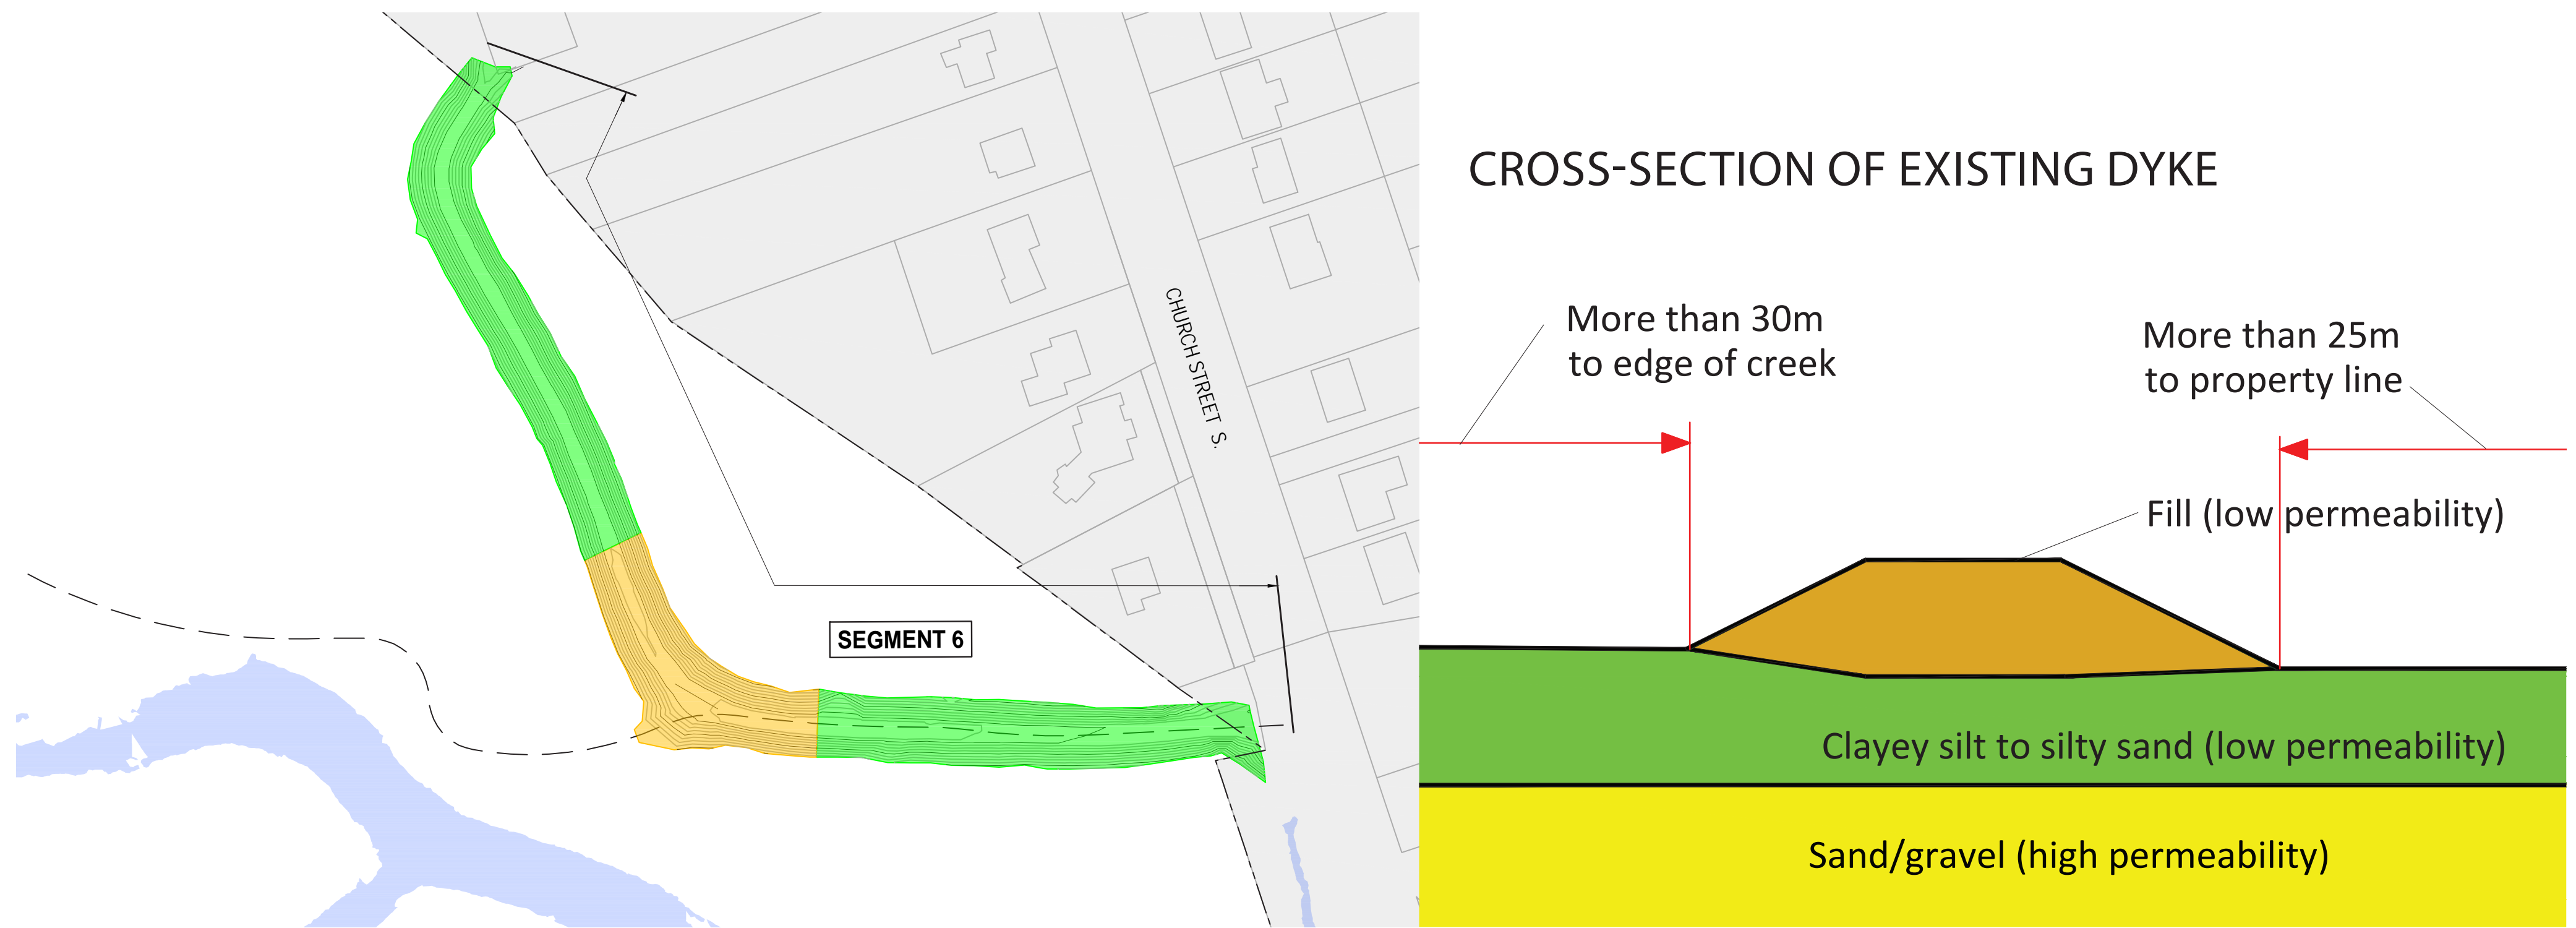 CHURCH STREET S.
SEGMENT 6
CROSS-SECTION OF EXISTING DYKE
More than 30m
to edge of creek
More than 25m
to property line
Fill (low permeability)
Clayey silt to silty sand (low permeability)
Sand/gravel (high permeability)